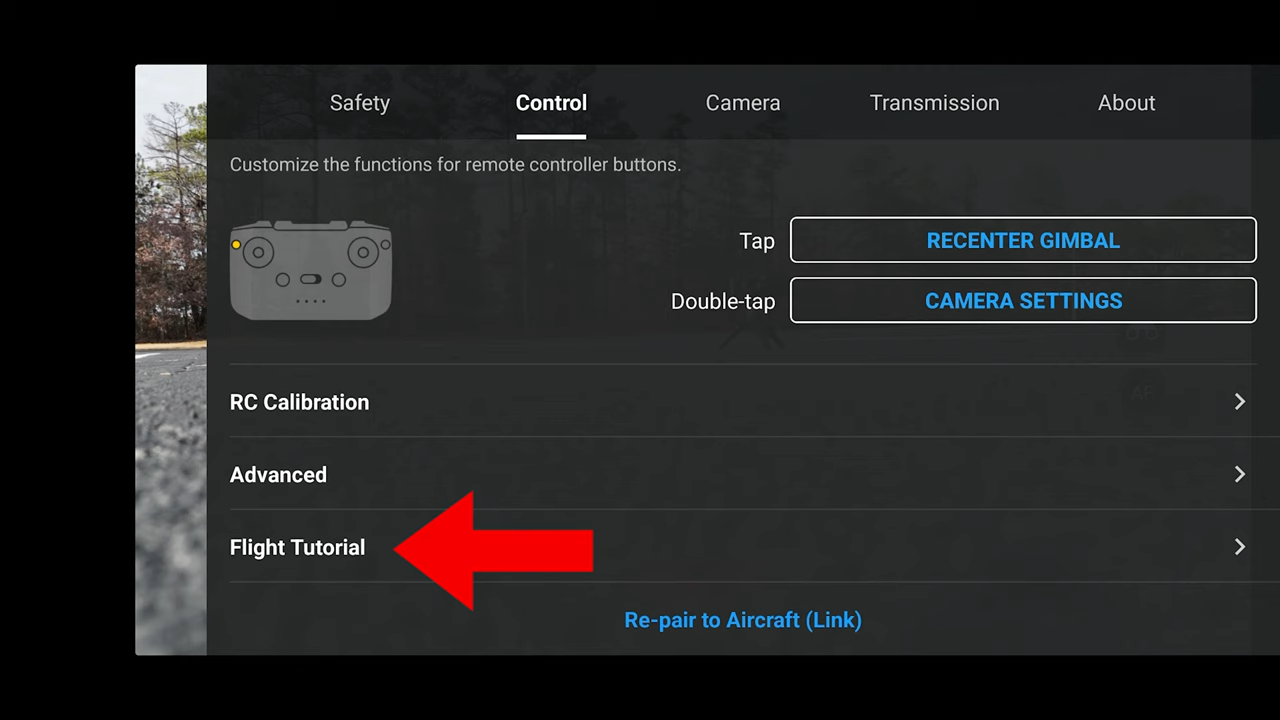 Safety Control Camera Transmission About
Customize the functions for remote controller buttons.
Tap RECENTER GIMBAL
Double-tap CAMERA SETTINGS
RC Calibration
AF
Advanced
Flight Tutorial
Re-pair to Aircraft (Link)